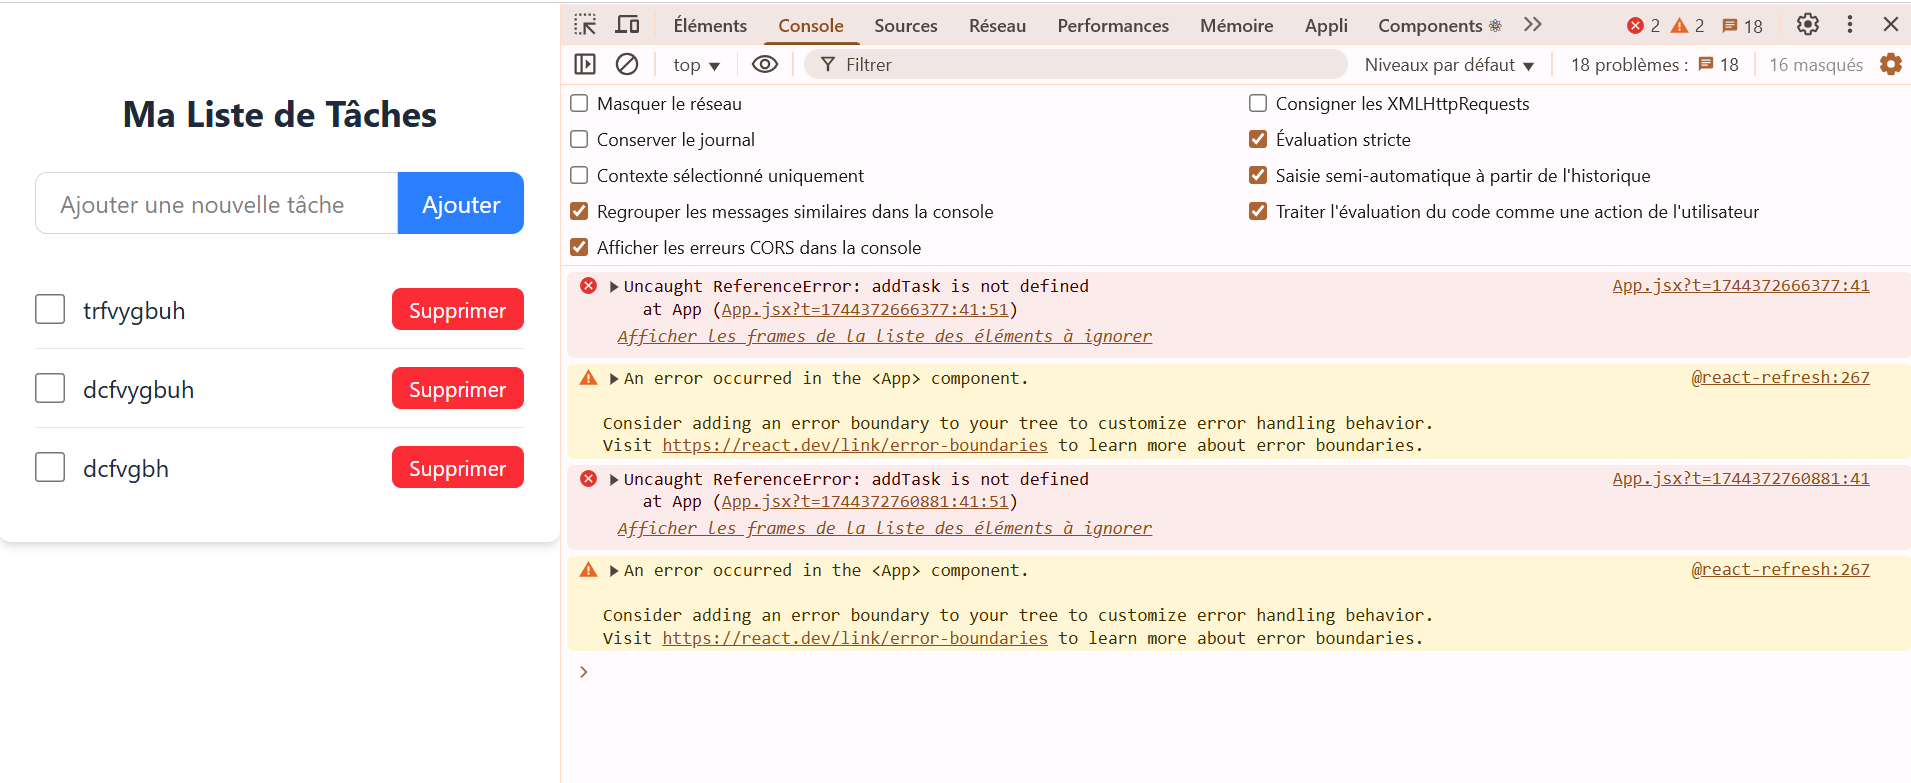 Ma Liste de Tâches
Ajouter une nouvelle tâche
Ajouter
trfvygbuh
Supprimer
dcfvygbuh
Supprimer
dcfvgbh
Supprimer
Éléments Console Sources Réseau Performances Mémoire Appli Components 2 2 18
top Filtrer Niveaux par défaut 18 problèmes : 18 16 masqués
Masquer le réseau
Conserver le journal
Contexte sélectionné uniquement
Regrouper les messages similaires dans la console
Afficher les erreurs CORS dans la console
Consigner les XMLHttpRequests
Évaluation stricte
Saisie semi-automatique à partir de l'historique
Traiter l'évaluation du code comme une action de l'utilisateur
Uncaught ReferenceError: addTask is not defined App.jsx?t=1744372666377:41
at App (App.jsx?t=1744372666377:41:51)
Afficher les frames de la liste des éléments à ignorer
An error occurred in the <App> component. @react-refresh:267
Consider adding an error boundary to your tree to customize error handling behavior.
Visit https://react.dev/link/error-boundaries to learn more about error boundaries.
Uncaught ReferenceError: addTask is not defined App.jsx?t=1744372760881:41
at App (App.jsx?t=1744372760881:41:51)
Afficher les frames de la liste des éléments à ignorer
An error occurred in the <App> component. @react-refresh:267
Consider adding an error boundary to your tree to customize error handling behavior.
Visit https://react.dev/link/error-boundaries to learn more about error boundaries.